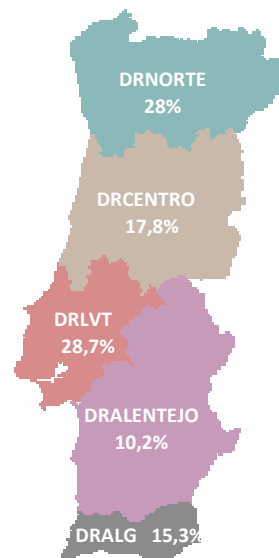 DRNORTE
28%
DRCENTRO
17,8%
DRLVT
28,7%
DRALENTEJO
10,2%
DRALG 15,3%